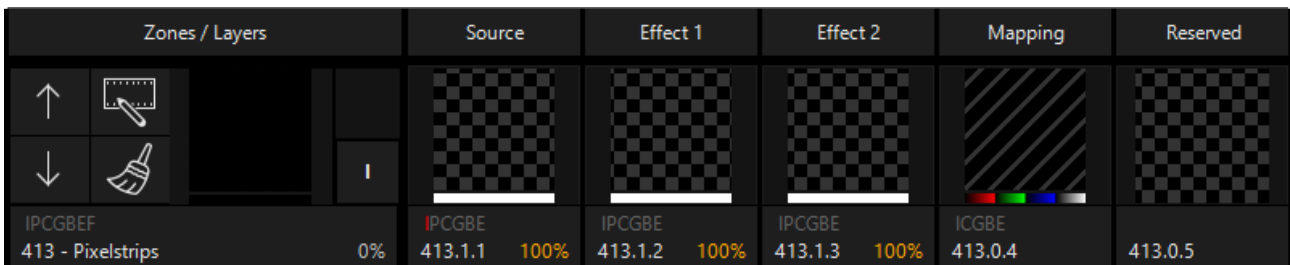 Zones / Layers Source Effect 1 Effect 2 Mapping Reserved
I
IPCGBEF IPCGBE IPCGBE IPCGBE ICGBE
413 - Pixelstrips 0% 413.1.1 100% 413.1.2 100% 413.1.3 100% 413.0.4 413.0.5